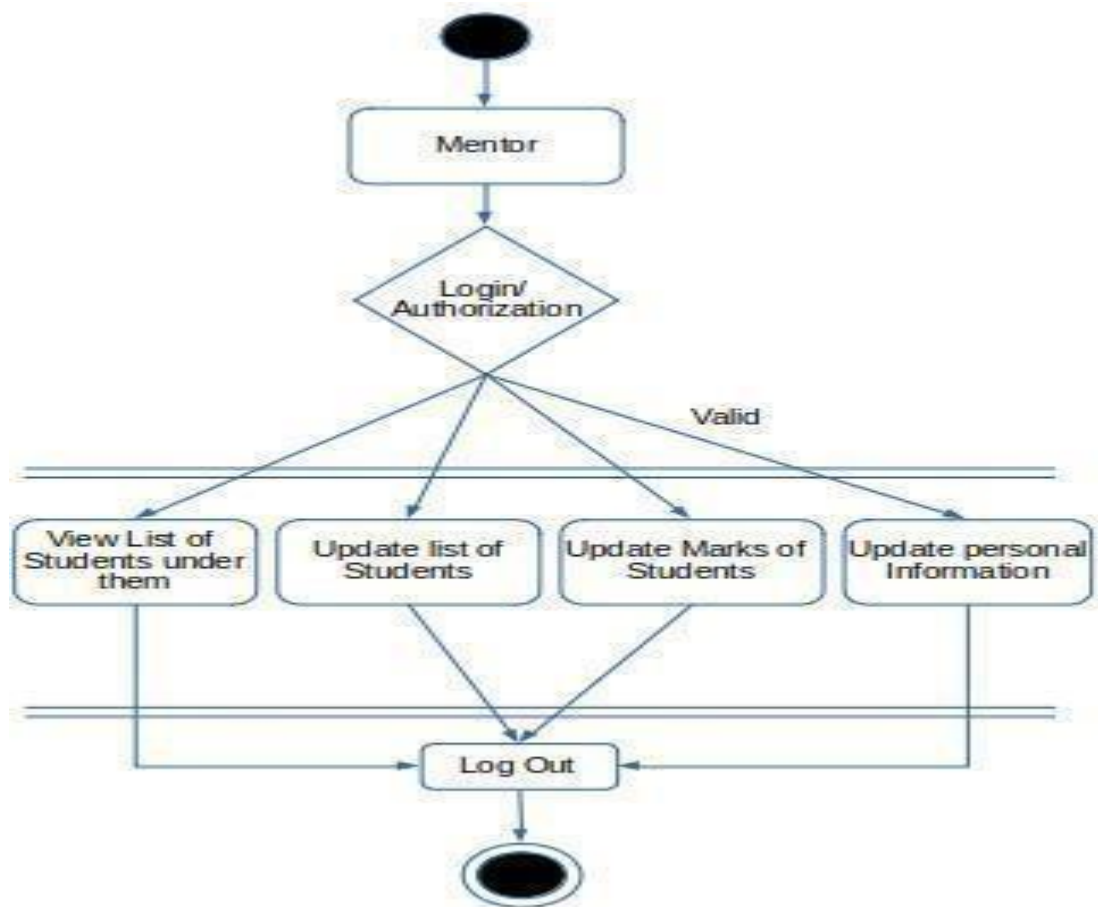 Mentor
Login/
Authorization
Valid
View List of
Students under
them
Update list of
Students
Update Marks of
Students
Update personal
Information
Log Out